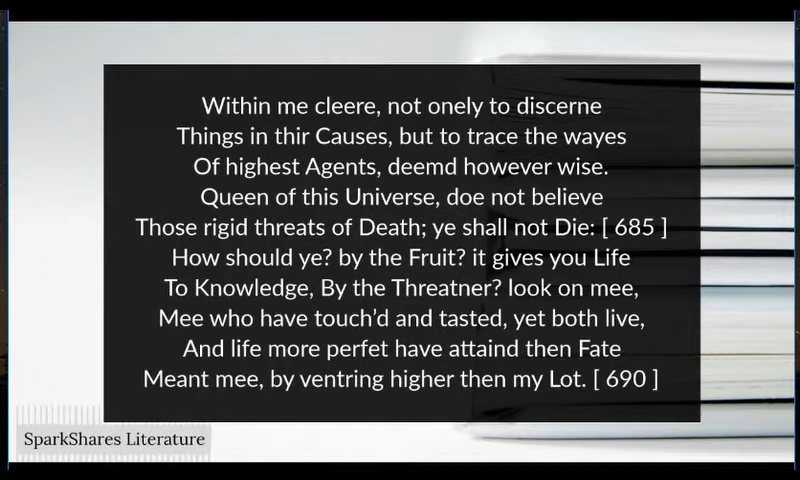 Within me cleere, not onely to discerne
Things in thir Causes, but to trace the wayes
Of highest Agents, deemd however wise.
Queen of this Universe, doe not believe
Those rigid threats of Death; ye shall not Die: [ 685 ]
How should ye? by the Fruit? it gives you Life
To Knowledge, By the Threatner? look on mee,
Mee who have touch'd and tasted, yet both live,
And life more perfet have attaind then Fate
Meant mee, by ventring higher then my Lot. [ 690 ]
SparkShares Literature